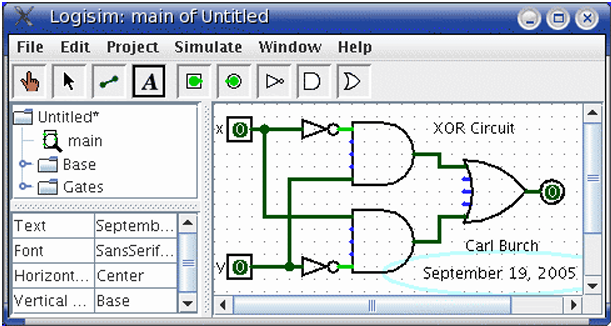 Logisim: main of Untitled
File Edit Project Simulate Window Help
A
Untitled*
main
Base
Gates
Text Septemb...
Font SansSerif...
Horizont... Center
Vertical ... Base
x 0
XOR Circuit
0
y 0
Carl Burch
September 19, 2005